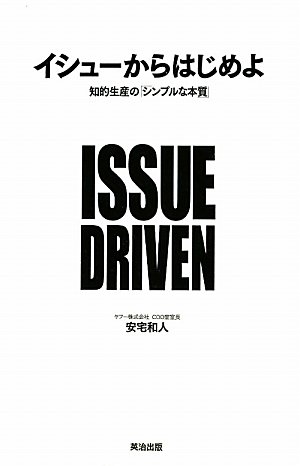 イシューからはじめよ
知的生産の「シンプルな本質」
ISSUE
DRIVEN
ヤフー株式会社 COO室室長
安宅和人
英治出版